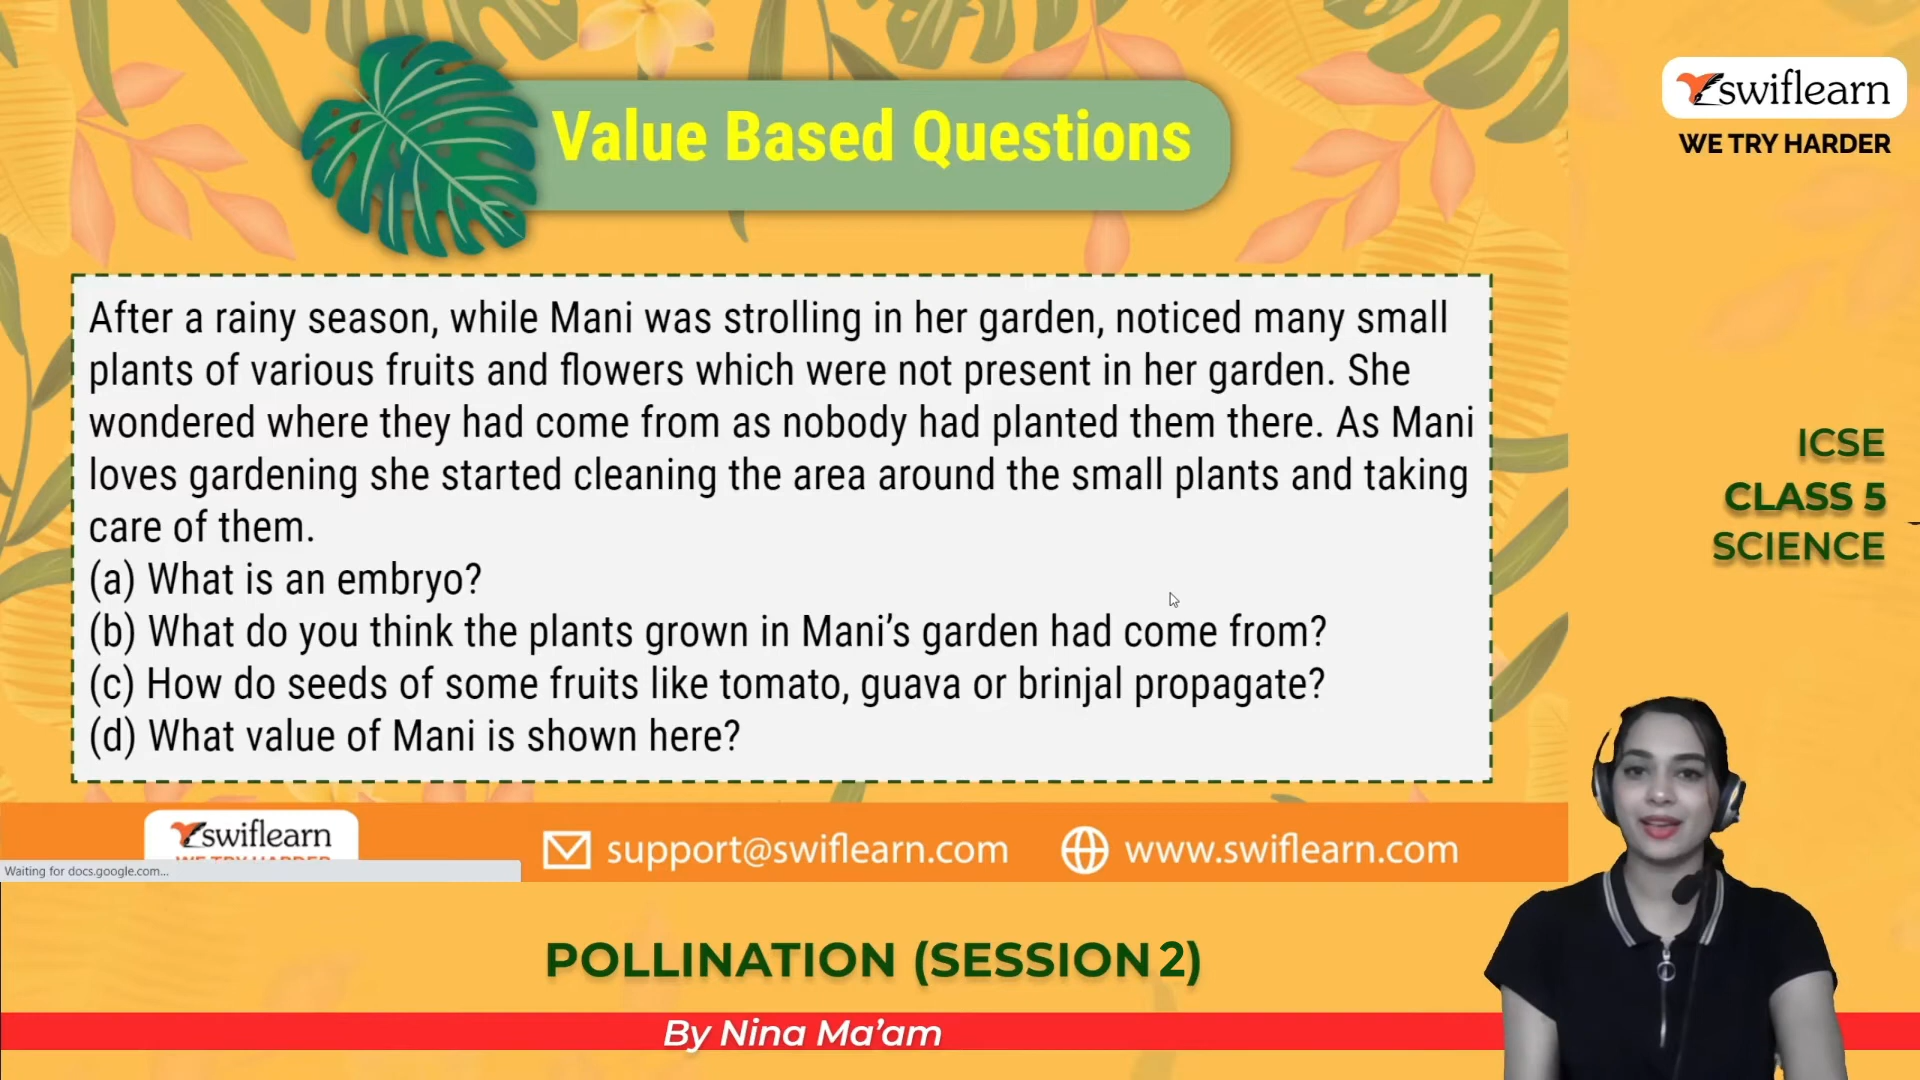 Value Based Questions
swiflearn
WE TRY HARDER
After a rainy season, while Mani was strolling in her garden, noticed many small
plants of various fruits and flowers which were not present in her garden. She
wondered where they had come from as nobody had planted them there. As Mani
loves gardening she started cleaning the area around the small plants and taking
care of them.
(a) What is an embryo?
(b) What do you think the plants grown in Mani's garden had come from?
(c) How do seeds of some fruits like tomato, guava or brinjal propagate?
(d) What value of Mani is shown here?
ICSE
CLASS 5
SCIENCE
swiflearn
WE TRY HARDER
support@swiflearn.com
www.swiflearn.com
Waiting for docs.google.com...
POLLINATION (SESSION 2)
By Nina Ma'am